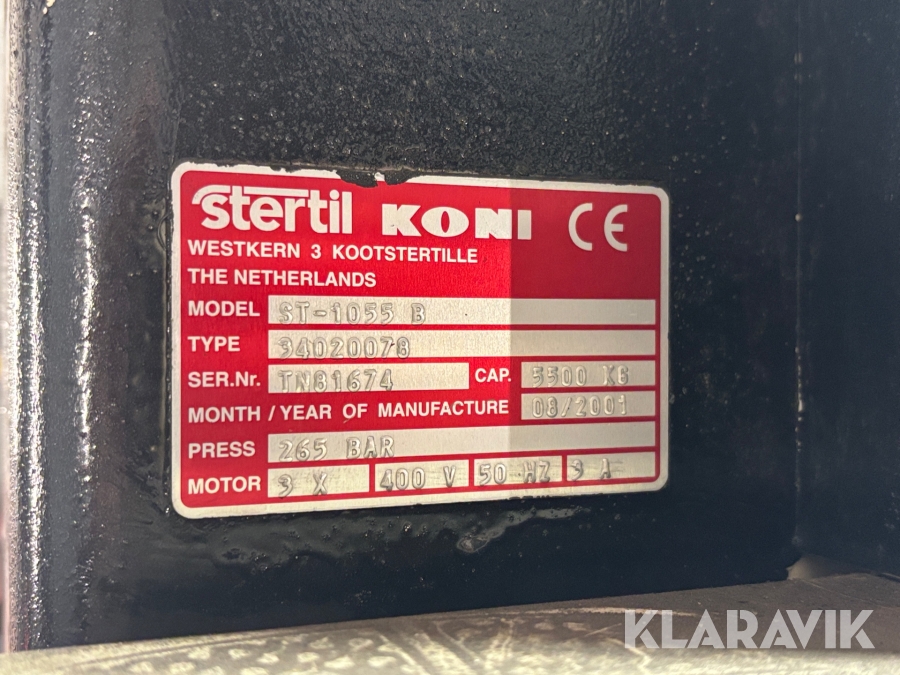 stertil KONI CE
WESTKERN 3 KOOTSTERTILLE
THE NETHERLANDS
MODEL ST-1055 B
TYPE 34020078
SER.Nr. TN81674 CAP. 5500 KG
MONTH / YEAR OF MANUFACTURE 08/2001
PRESS 265 BAR
MOTOR 3 X 400 V 50 HZ 3 A
KLARAVIK